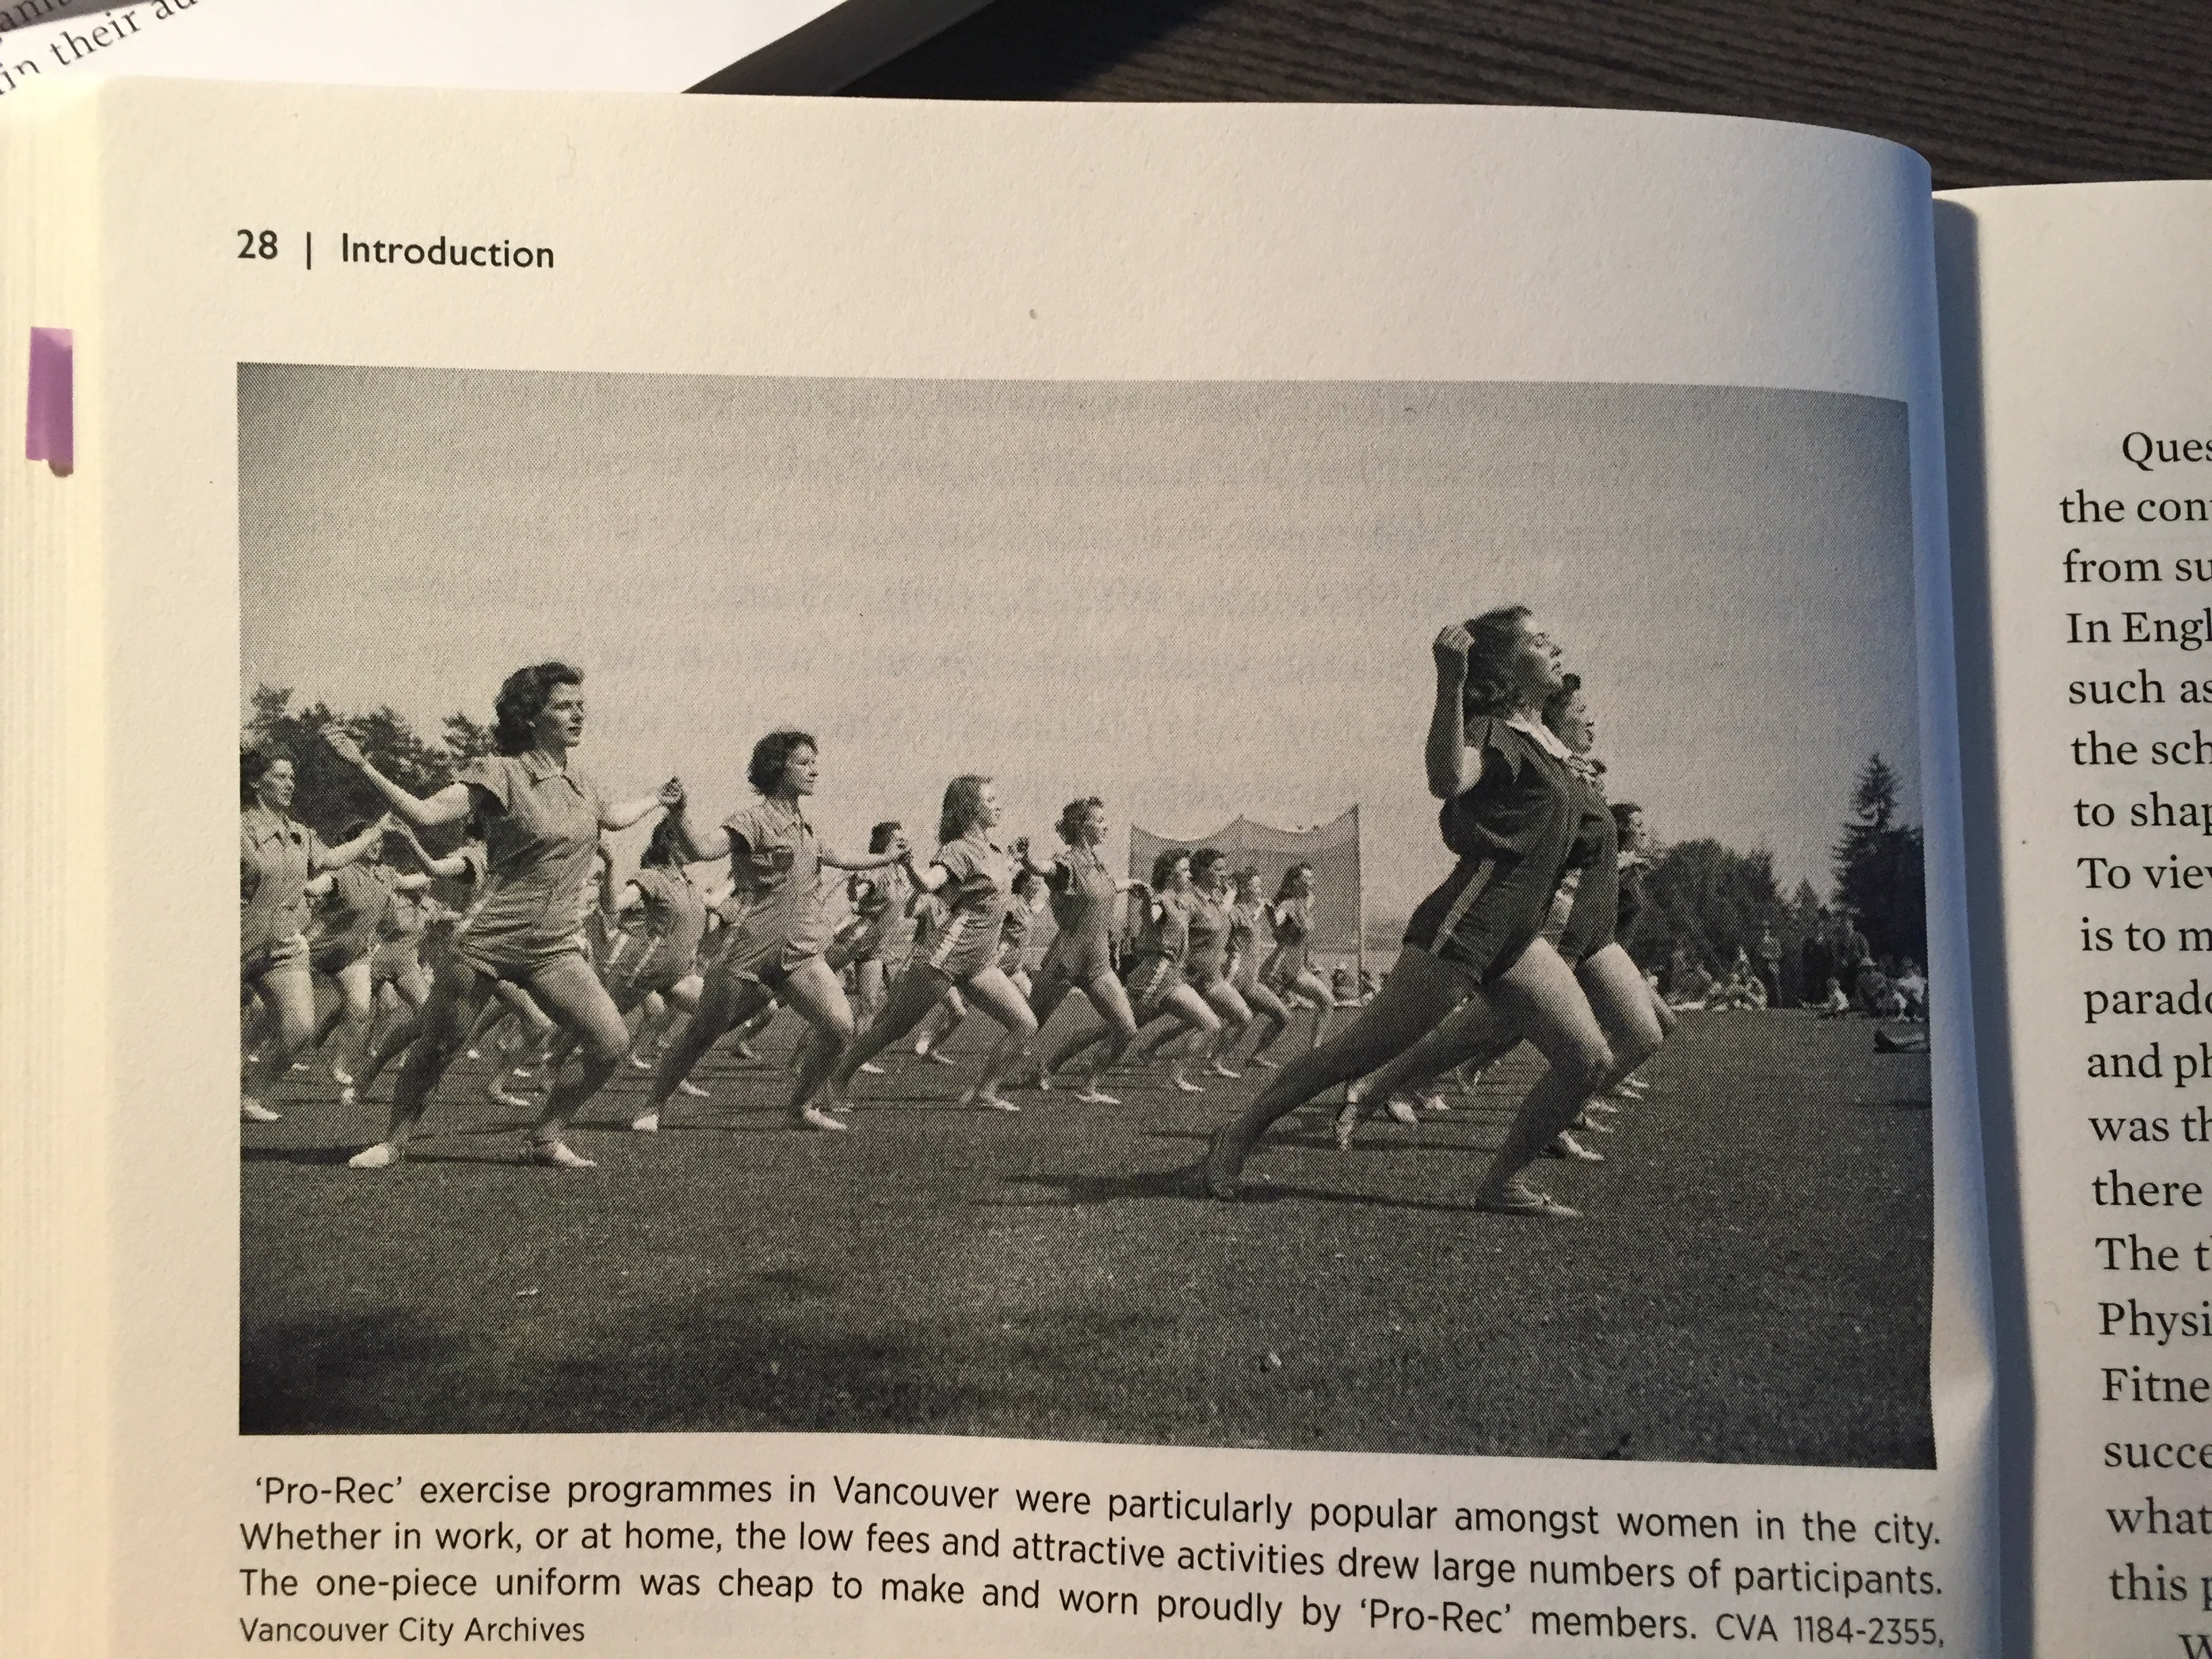 in their
28 | Introduction
‘Pro-Rec’ exercise programmes in Vancouver were particularly popular amongst women in the city.
Whether in work, or at home, the low fees and attractive activities drew large numbers of participants.
The one-piece uniform was cheap to make and worn proudly by ‘Pro-Rec’ members. CVA 1184-2355,
Vancouver City Archives
Ques
the con
from su
In Engl
such as
the sch
to shap
To view
is to m
parado
and ph
was th
there
The t
Physi
Fitne
succe
what
this p
W